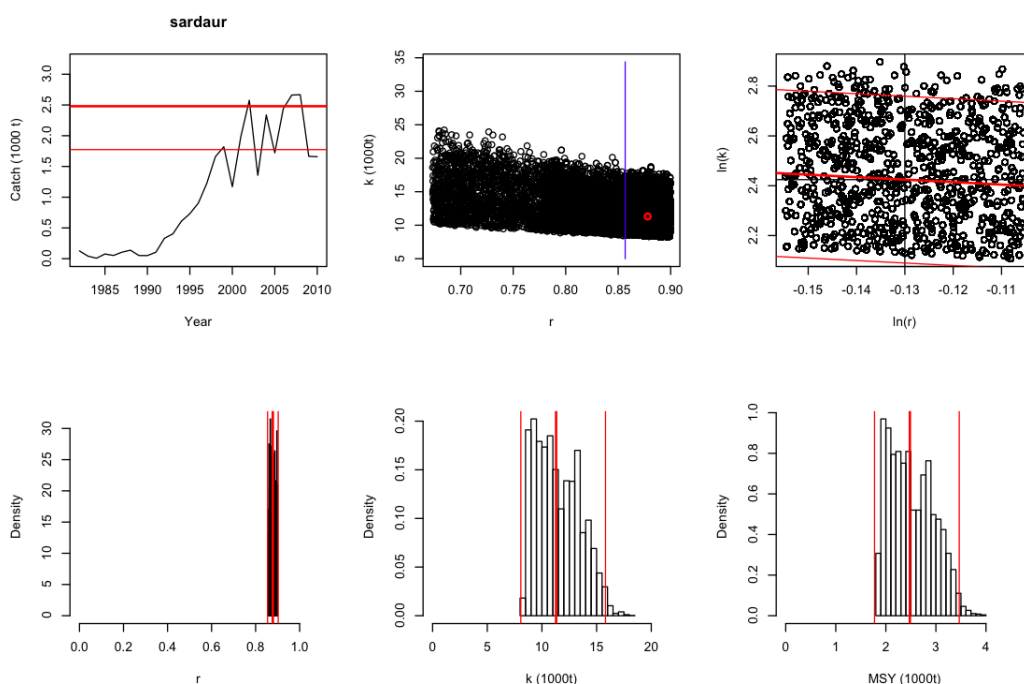 sardaur
Catch (1000 t)
0.0 0.5 1.0 1.5 2.0 2.5 3.0
1985 1990 1995 2000 2005 2010
Year
k (1000t)
5 10 15 20 25 30 35
0.70 0.75 0.80 0.85 0.90
r
ln(k)
2.2 2.4 2.6 2.8
-0.15 -0.14 -0.13 -0.12 -0.11
ln(r)
Density
0 5 10 15 20 25 30
0.0 0.2 0.4 0.6 0.8 1.0
r
Density
0.00 0.05 0.10 0.15 0.20
0 5 10 15 20
k (1000t)
Density
0.0 0.2 0.4 0.6 0.8 1.0
0 1 2 3 4
MSY (1000t)